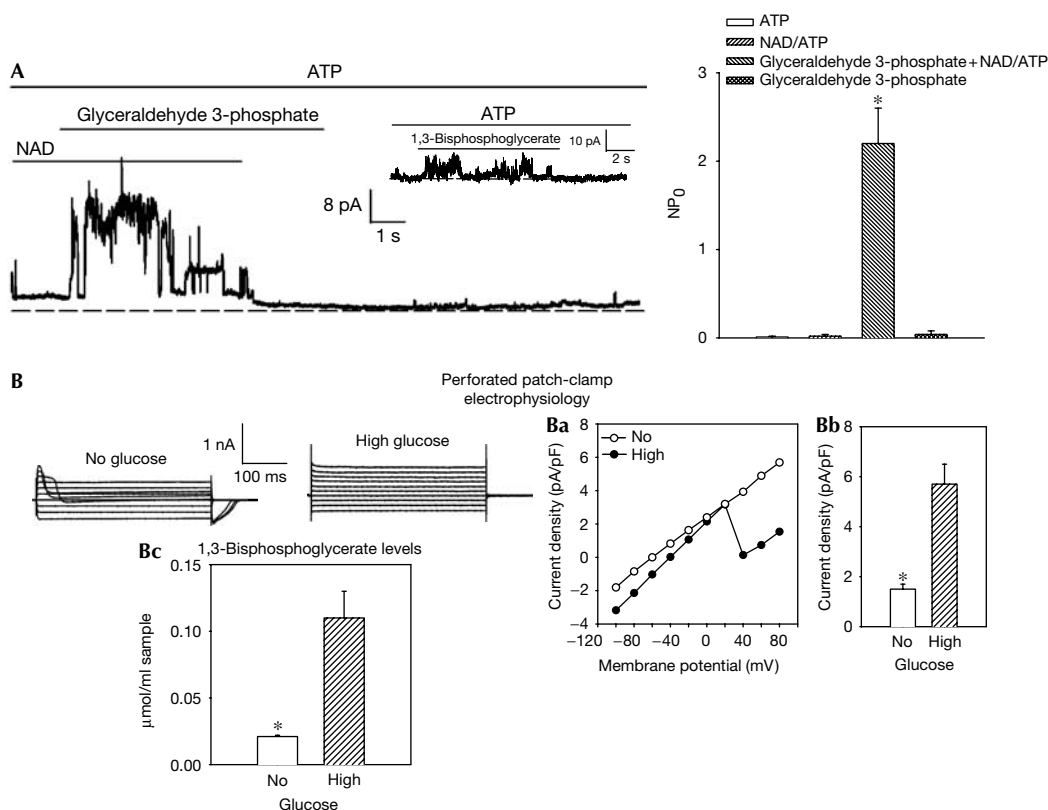 A
ATP
Glyceraldehyde 3-phosphate
NAD
8 pA
1 s
ATP
1,3-Bisphosphoglycerate
10 pA
2 s
ATP
NAD/ATP
Glyceraldehyde 3-phosphate+NAD/ATP
Glyceraldehyde 3-phosphate
3
2
1
0
NP0
*
B
Perforated patch-clamp
electrophysiology
No glucose
1 nA
100 ms
High glucose
Ba
No
High
8
6
4
2
0
−2
−4
Current density (pA/pF)
−120 −80 −40 0 40 80
Membrane potential (mV)
Bb
8
6
4
2
0
Current density (pA/pF)
*
No High
Glucose
Bc
1,3-Bisphosphoglycerate levels
0.15
0.10
0.05
0.00
µmol/ml sample
*
No High
Glucose